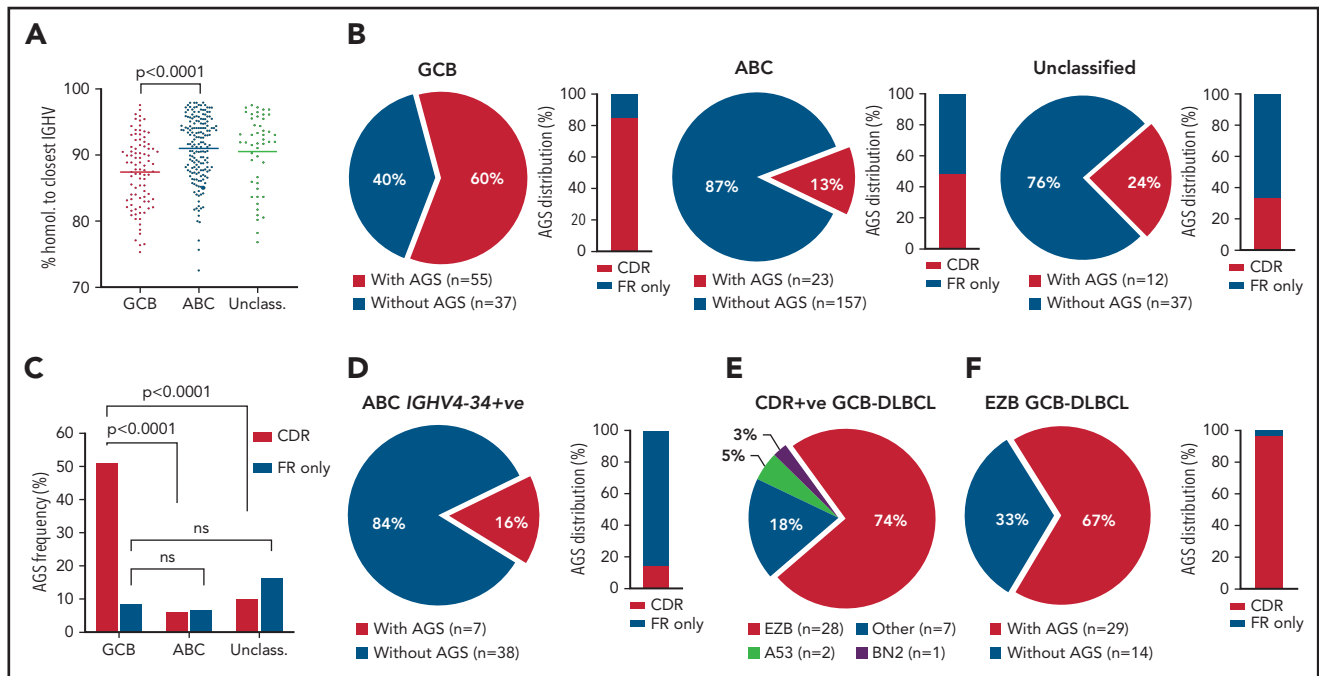 A
p<0.0001
% homol. to closest IGHV
100
90
80
70
GCB
ABC
Unclass.
B
GCB
40%
60%
With AGS (n=55)
Without AGS (n=37)
AGS distribution (%)
100
80
60
40
20
0
CDR
FR only
ABC
87%
13%
With AGS (n=23)
Without AGS (n=157)
AGS distribution (%)
100
80
60
40
20
0
CDR
FR only
Unclassified
76%
24%
With AGS (n=12)
Without AGS (n=37)
AGS distribution (%)
100
80
60
40
20
0
CDR
FR only
C
p<0.0001
p<0.0001
CDR
FR only
ns
ns
AGS frequency (%)
60
50
40
30
20
10
0
GCB
ABC
Unclass.
D
ABC IGHV4-34+ve
84%
16%
With AGS (n=7)
Without AGS (n=38)
AGS distribution (%)
100
80
60
40
20
0
CDR
FR only
E
CDR+ve GCB-DLBCL
3%
5%
18%
74%
EZB (n=28)
Other (n=7)
A53 (n=2)
BN2 (n=1)
F
EZB GCB-DLBCL
33%
67%
With AGS (n=29)
Without AGS (n=14)
AGS distribution (%)
100
80
60
40
20
0
CDR
FR only